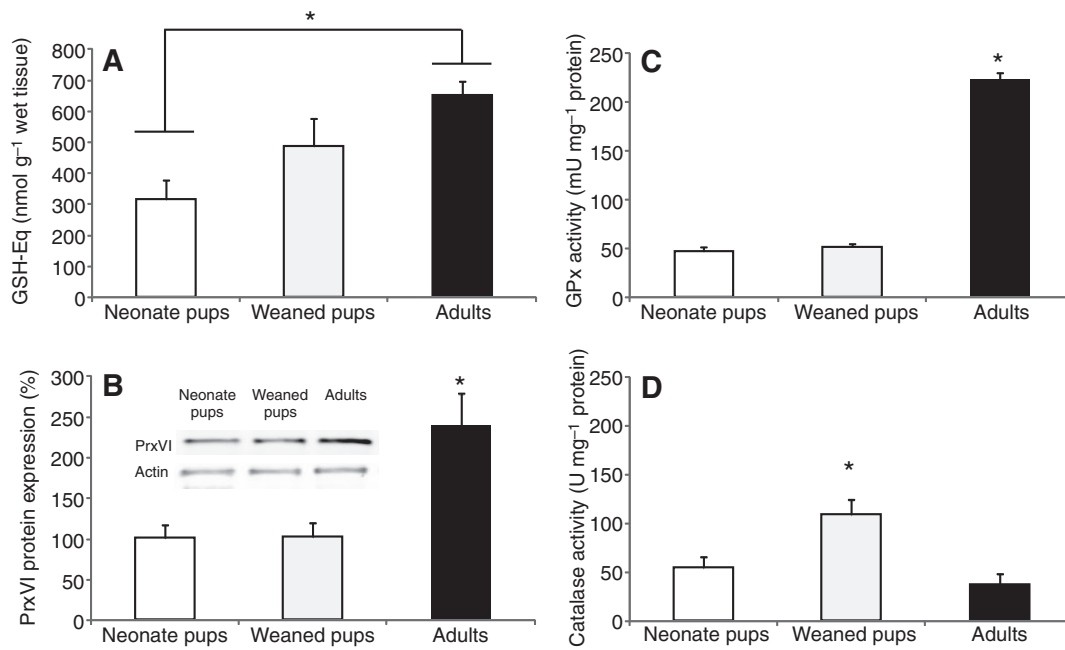 *
A
GSH-Eq (nmol g⁻¹ wet tissue)
800
700
600
500
400
300
200
100
0
Neonate pups Weaned pups Adults
C
*
GPx activity (mU mg⁻¹ protein)
250
200
150
100
50
0
Neonate pups Weaned pups Adults
B
*
PrxVI protein expression (%)
300
250
200
150
100
50
0
Neonate pups Weaned pups Adults
PrxVI
Actin
Neonate pups Weaned pups Adults
D
*
Catalase activity (U mg⁻¹ protein)
250
200
150
100
50
0
Neonate pups Weaned pups Adults